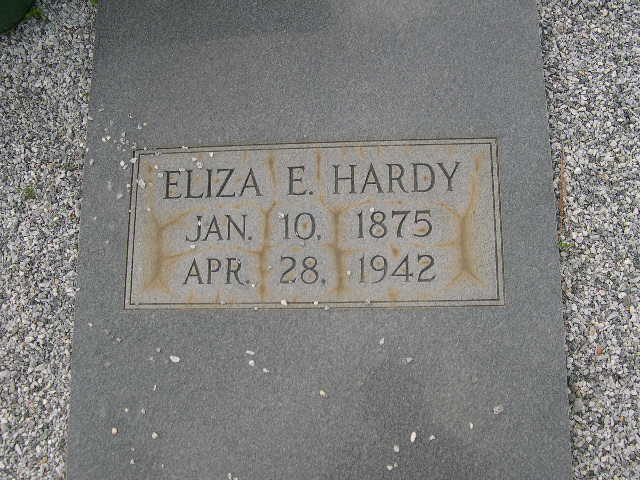 ELIZA E. HARDY
JAN. 10, 1875
APR. 28, 1942